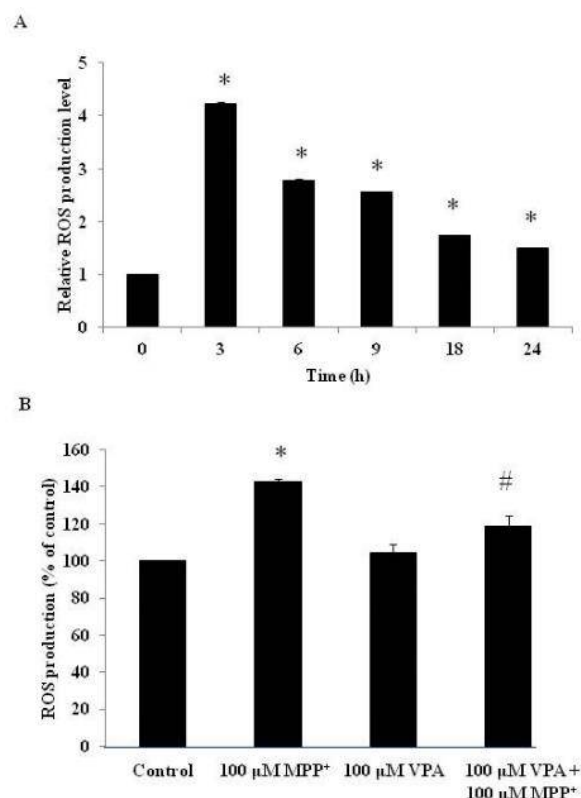 A
Relative ROS production level
5
4
3
2
1
0
*
*
*
*
*
0 3 6 9 18 24
Time (h)
B
ROS production (% of control)
160
140
120
100
80
60
40
20
0
*
#
Control 100 μM MPP⁺ 100 μM VPA 100 μM VPA +
100 μM MPP⁺